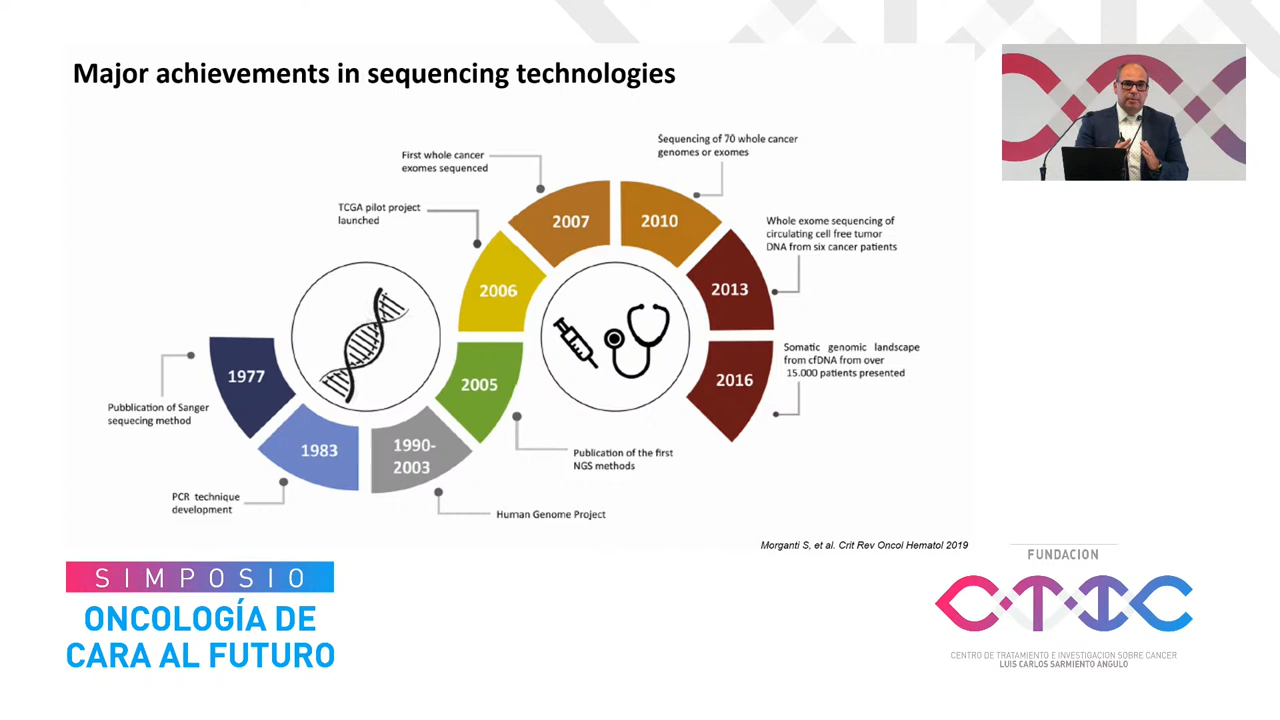 Major achievements in sequencing technologies
Sequencing of 70 whole cancer
genomes or exomes
First whole cancer
exomes sequenced
TCGA pilot project
launched
2007
2010
Whole exome sequencing of
circulating cell free tumor
DNA from six cancer patients
2006
2013
Somatic genomic landscape
from cfDNA from over
15.000 patients presented
1977
2005
2016
Pubblication of Sanger
sequecing method
1983
1990-
2003
Publication of the first
NGS methods
PCR technique
development
Human Genome Project
Morganti S, et al. Crit Rev Oncol Hematol 2019
SIMPOSIO
ONCOLOGÍA DE
CARA AL FUTURO
FUNDACION
CTIC
CENTRO DE TRATAMIENTO E INVESTIGACION SOBRE CANCER
LUIS CARLOS SARMIENTO ANGULO